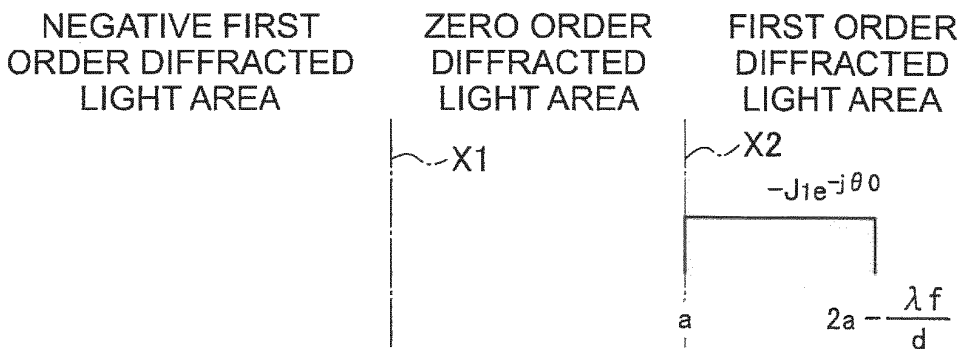 NEGATIVE FIRST
ORDER DIFFRACTED
LIGHT AREA
ZERO ORDER
DIFFRACTED
LIGHT AREA
FIRST ORDER
DIFFRACTED
LIGHT AREA
X1
X2
-J1e^-jθ0
a
2a - λf/d